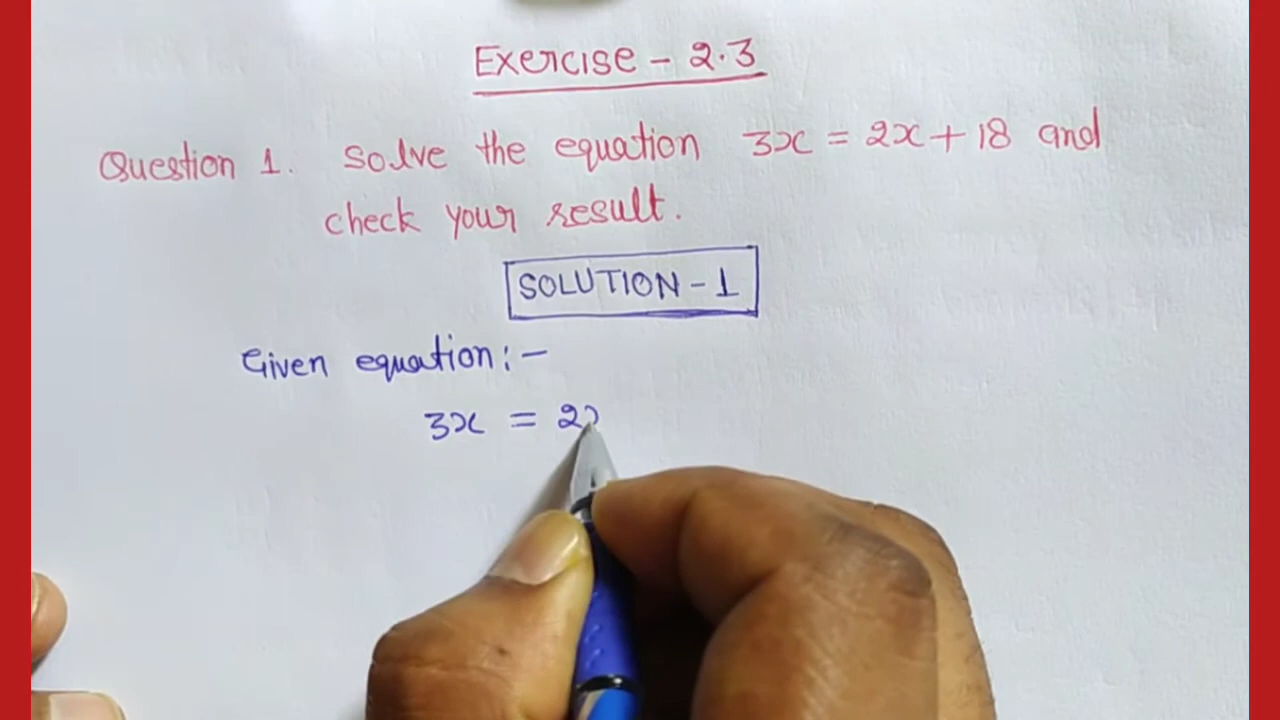 Exercise - 2.3
Question 1. Solve the equation 3x = 2x + 18 and
check your result.
SOLUTION - 1
Given equation :-
3x = 2x